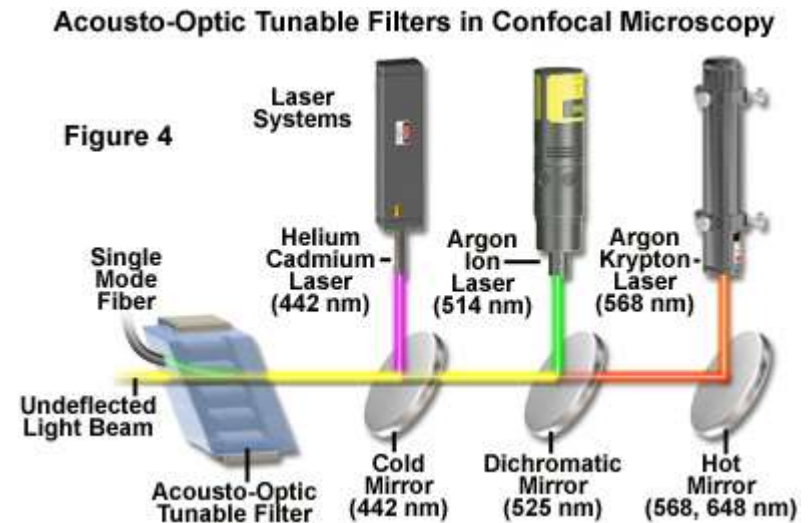 Acousto-Optic Tunable Filters in Confocal Microscopy
Figure 4
Laser
Systems
Single
Mode
Fiber
Helium
Cadmium
Laser
(442 nm)
Argon
Ion
Laser
(514 nm)
Argon
Krypton
Laser
(568 nm)
Undeflected
Light Beam
Acousto-Optic
Tunable Filter
Cold
Mirror
(442 nm)
Dichromatic
Mirror
(525 nm)
Hot
Mirror
(568, 648 nm)